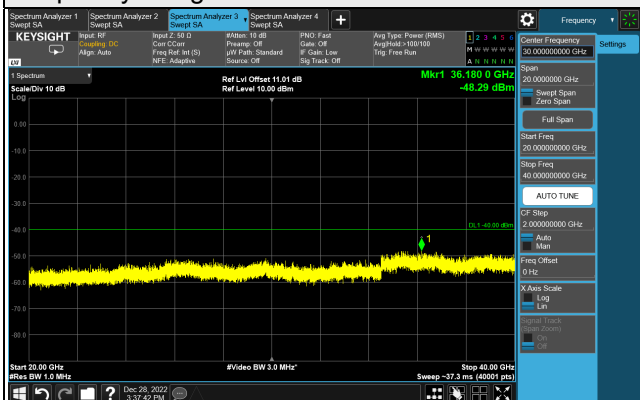 Spectrum Analyzer 1
Swept SA
Spectrum Analyzer 2
Swept SA
Spectrum Analyzer 3
Swept SA
Spectrum Analyzer 4
Swept SA
+
Frequency
KEYSIGHT
Input: RF
Coupling: DC
Align: Auto
Input Z: 50 Ω
Corr CCorr
Freq Ref: Int (S)
NFE: Adaptive
#Atten: 10 dB
Preamp: Off
µW Path: Standard
Source: Off
PNO: Fast
Gate: Off
IF Gain: Low
Sig Track: Off
Avg Type: Power (RMS)
Avg|Hold:>100/100
Trig: Free Run
1 2 3 4 5 6
M W W W W W
A N N N N N
LXI
1 Spectrum
Scale/Div 10 dB
Log
Ref Lvl Offset 11.01 dB
Ref Level 10.00 dBm
Mkr1 36.180 0 GHz
-48.29 dBm
0.00
-10.0
-20.0
-30.0
-40.0
-50.0
-60.0
-70.0
-80.0
DL1 -40.00 dBm
1
Start 20.00 GHz
#Res BW 1.0 MHz
#Video BW 3.0 MHz*
Stop 40.00 GHz
Sweep ~37.3 ms (40001 pts)
Center Frequency
30.000000000 GHz
Settings
Span
20.0000000 GHz
Swept Span
Zero Span
Full Span
Start Freq
20.000000000 GHz
Stop Freq
40.000000000 GHz
AUTO TUNE
CF Step
2.000000000 GHz
Auto
Man
Freq Offset
0 Hz
X Axis Scale
Log
Lin
Signal Track
(Span Zoom)
On
Off
?
Dec 28, 2022
3:37:42 PM